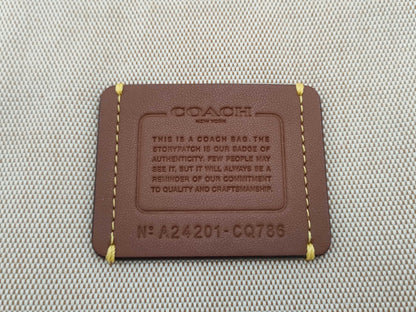 COACH
NEW YORK
THIS IS A COACH BAG. THE
STORYPATCH IS OUR BADGE OF
AUTHENTICITY. FEW PEOPLE MAY
SEE IT, BUT IT WILL ALWAYS BE A
REMINDER OF OUR COMMITMENT
TO QUALITY AND CRAFTSMANSHIP.
Nº A24201-CQ786